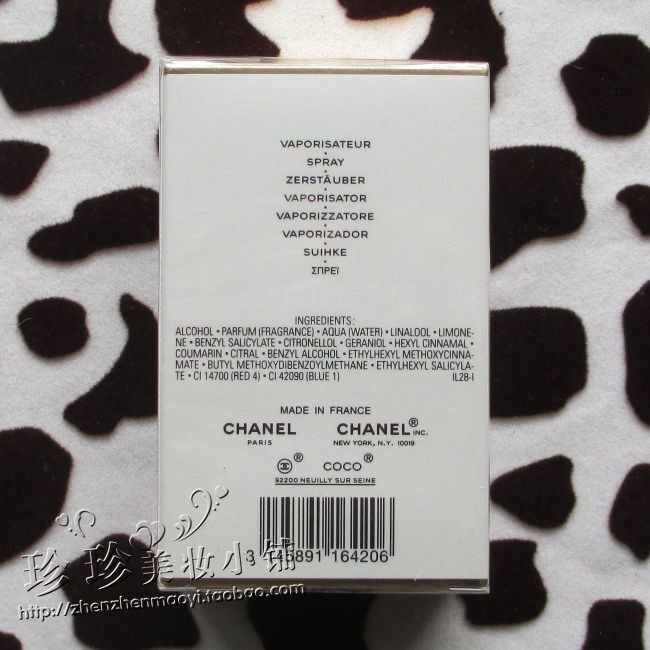 VAPORISATEUR
SPRAY
ZERSTÄUBER
VAPORISATOR
VAPORIZZATORE
VAPORIZADOR
SUIHKE
ΣΠΡΕΪ
INGREDIENTS:
ALCOHOL • PARFUM (FRAGRANCE) • AQUA (WATER) • LINALOOL • LIMONE-
NE • BENZYL SALICYLATE • CITRONELLOL • GERANIOL • HEXYL CINNAMAL •
COUMARIN • CITRAL • BENZYL ALCOHOL • ETHYLHEXYL METHOXYCINNA-
MATE • BUTYL METHOXYDIBENZOYLMETHANE • ETHYLHEXYL SALICYLA-
TE • CI 14700 (RED 4) • CI 42090 (BLUE 1) IL28-I
MADE IN FRANCE
CHANEL CHANEL® INC.
PARIS NEW YORK, N.Y. 10019
® COCO®
92200 NEUILLY SUR SEINE
3 145891 164206
珍珍美妆小铺
http://zhenzhenmaoyi.taobao.com